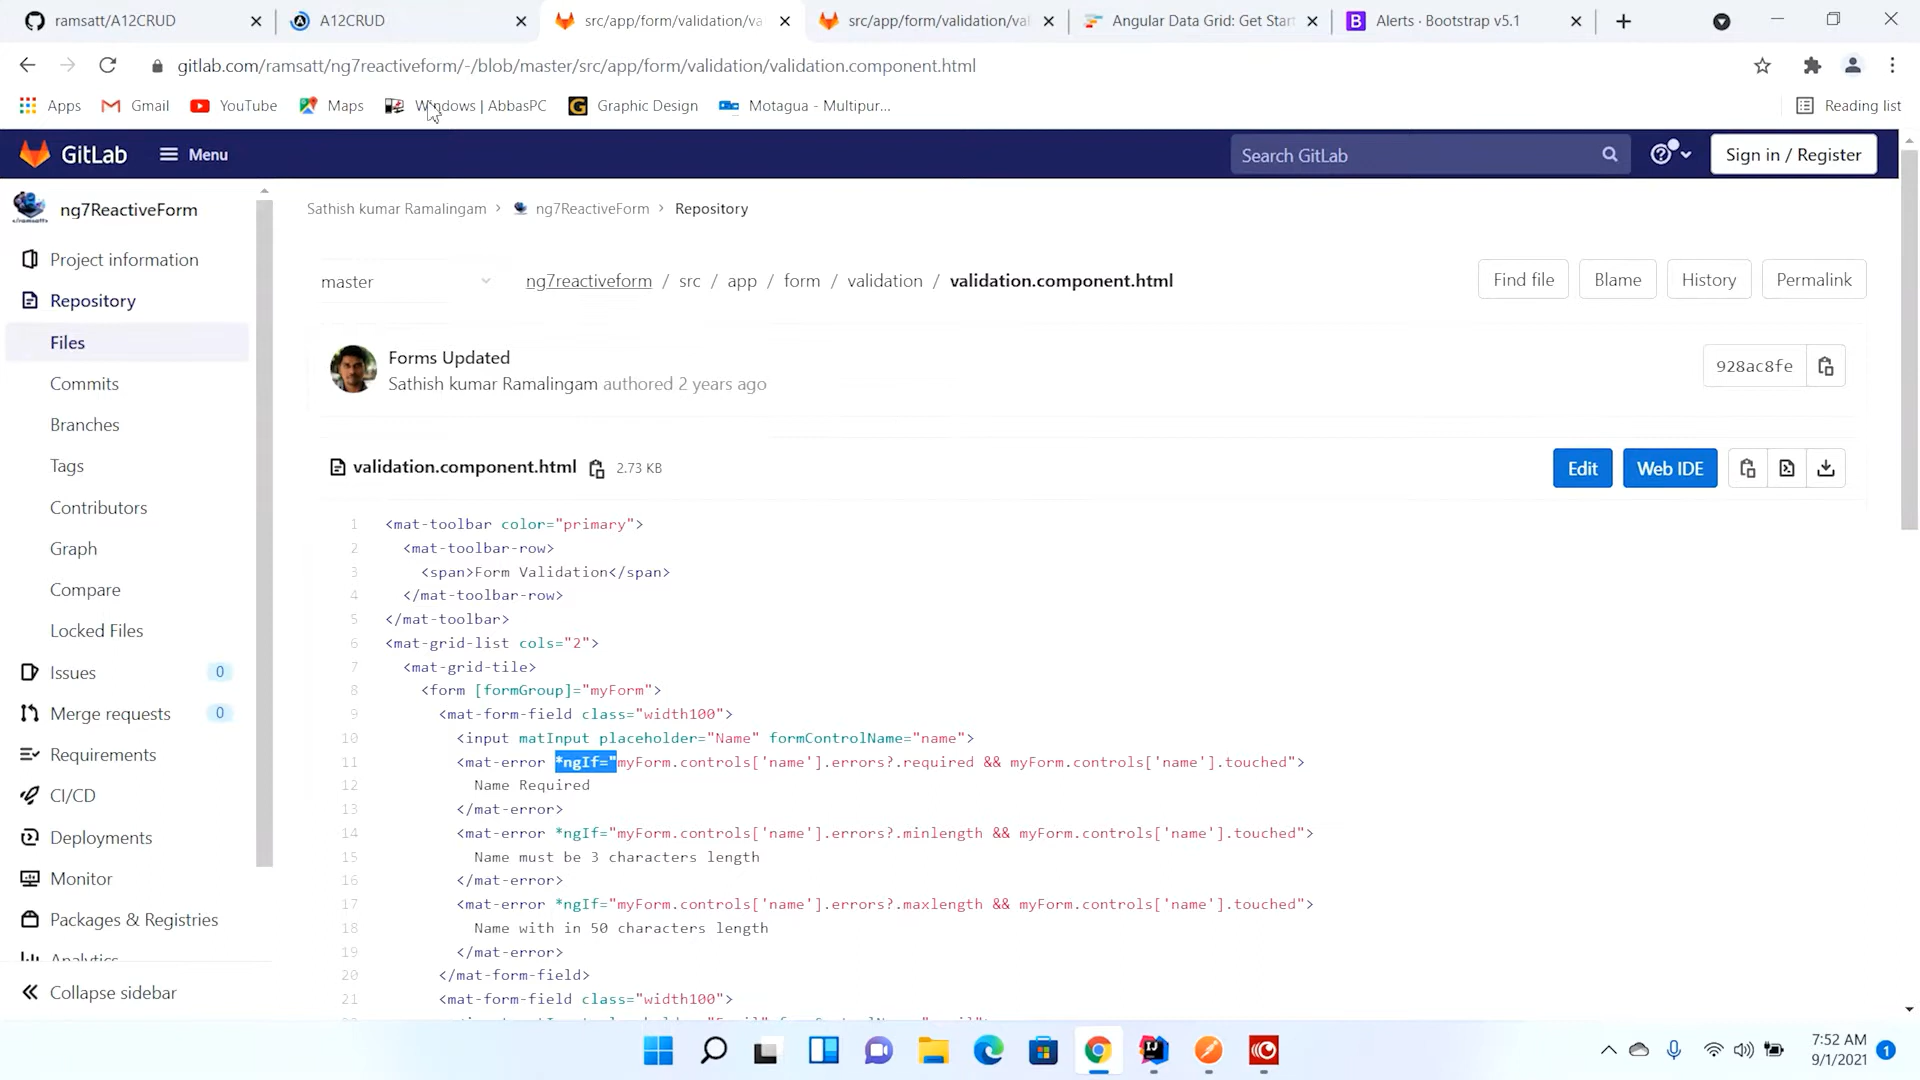 ramsatt/A12CRUD
A12CRUD
src/app/form/validation/va
src/app/form/validation/val
Angular Data Grid: Get Star
Alerts · Bootstrap v5.1
gitlab.com/ramsatt/ng7reactiveform/-/blob/master/src/app/form/validation/validation.component.html
Apps
Gmail
YouTube
Maps
Windows | AbbasPC
Graphic Design
Motagua - Multipur...
Reading list
GitLab
Menu
Search GitLab
Sign in / Register
ng7ReactiveForm
Sathish kumar Ramalingam > ng7ReactiveForm > Repository
Project information
Repository
Files
Commits
Branches
Tags
Contributors
Graph
Compare
Locked Files
Issues 0
Merge requests 0
Requirements
CI/CD
Deployments
Monitor
Packages & Registries
Analytics
Collapse sidebar
master
ng7reactiveform / src / app / form / validation / validation.component.html
Find file
Blame
History
Permalink
Forms Updated
Sathish kumar Ramalingam authored 2 years ago
928ac8fe
validation.component.html 2.73 KB
Edit
Web IDE
1 <mat-toolbar color="primary">
2 <mat-toolbar-row>
3 <span>Form Validation</span>
4 </mat-toolbar-row>
5 </mat-toolbar>
6 <mat-grid-list cols="2">
7 <mat-grid-tile>
8 <form [formGroup]="myForm">
9 <mat-form-field class="width100">
10 <input matInput placeholder="Name" formControlName="name">
11 <mat-error *ngIf="myForm.controls['name'].errors?.required && myForm.controls['name'].touched">
12 Name Required
13 </mat-error>
14 <mat-error *ngIf="myForm.controls['name'].errors?.minlength && myForm.controls['name'].touched">
15 Name must be 3 characters length
16 </mat-error>
17 <mat-error *ngIf="myForm.controls['name'].errors?.maxlength && myForm.controls['name'].touched">
18 Name with in 50 characters length
19 </mat-error>
20 </mat-form-field>
21 <mat-form-field class="width100">
7:52 AM
9/1/2021
1